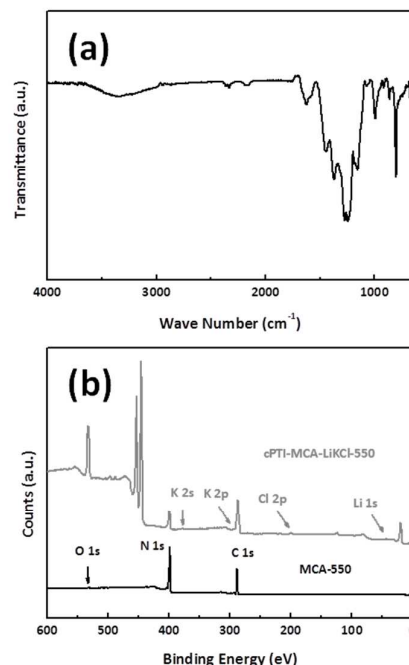 (a)
Transmittance (a.u.)
4000 3000 2000 1000
Wave Number (cm⁻¹)
(b)
Counts (a.u.)
cPTI-MCA-LiKCl-550
K 2s K 2p Cl 2p Li 1s
O 1s N 1s C 1s MCA-550
600 500 400 300 200 100 0
Binding Energy (eV)